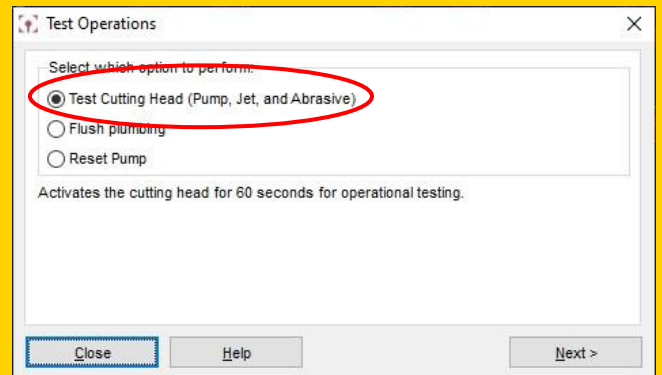 Test Operations
Select which option to perform:
Test Cutting Head (Pump, Jet, and Abrasive)
Flush plumbing
Reset Pump
Activates the cutting head for 60 seconds for operational testing.
Close Help Next >